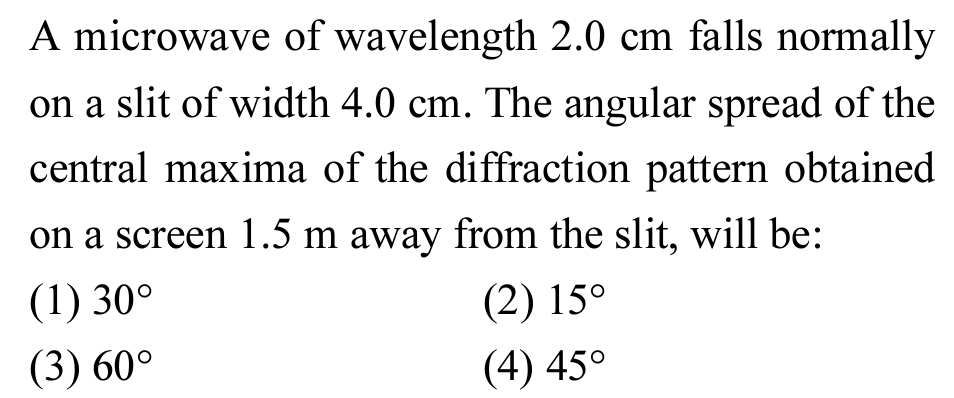 A microwave of wavelength 2.0 cm falls normally
on a slit of width 4.0 cm. The angular spread of the
central maxima of the diffraction pattern obtained
on a screen 1.5 m away from the slit, will be:
(1) 30° (2) 15°
(3) 60° (4) 45°